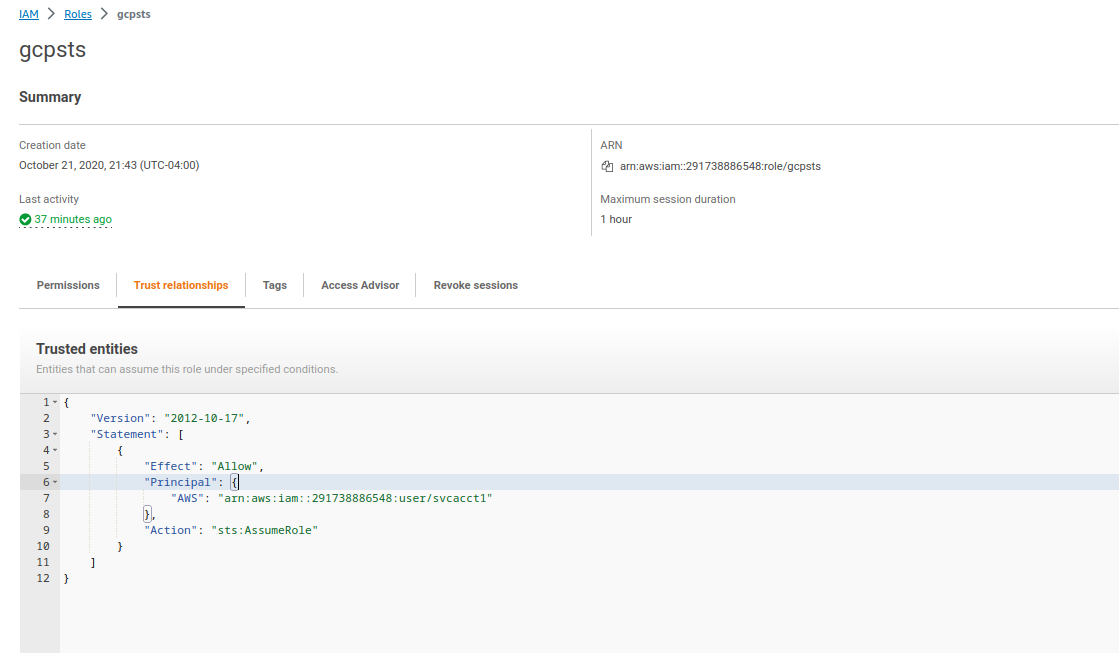 IAM > Roles > gcpsts
gcpsts
Summary
Creation date
October 21, 2020, 21:43 (UTC-04:00)
ARN
arn:aws:iam::291738886548:role/gcpsts
Last activity
37 minutes ago
Maximum session duration
1 hour
Permissions Trust relationships Tags Access Advisor Revoke sessions
Trusted entities
Entities that can assume this role under specified conditions.
1 {
2 "Version": "2012-10-17",
3 "Statement": [
4 {
5 "Effect": "Allow",
6 "Principal": {
7 "AWS": "arn:aws:iam::291738886548:user/svcacct1"
8 },
9 "Action": "sts:AssumeRole"
10 }
11 ]
12 }